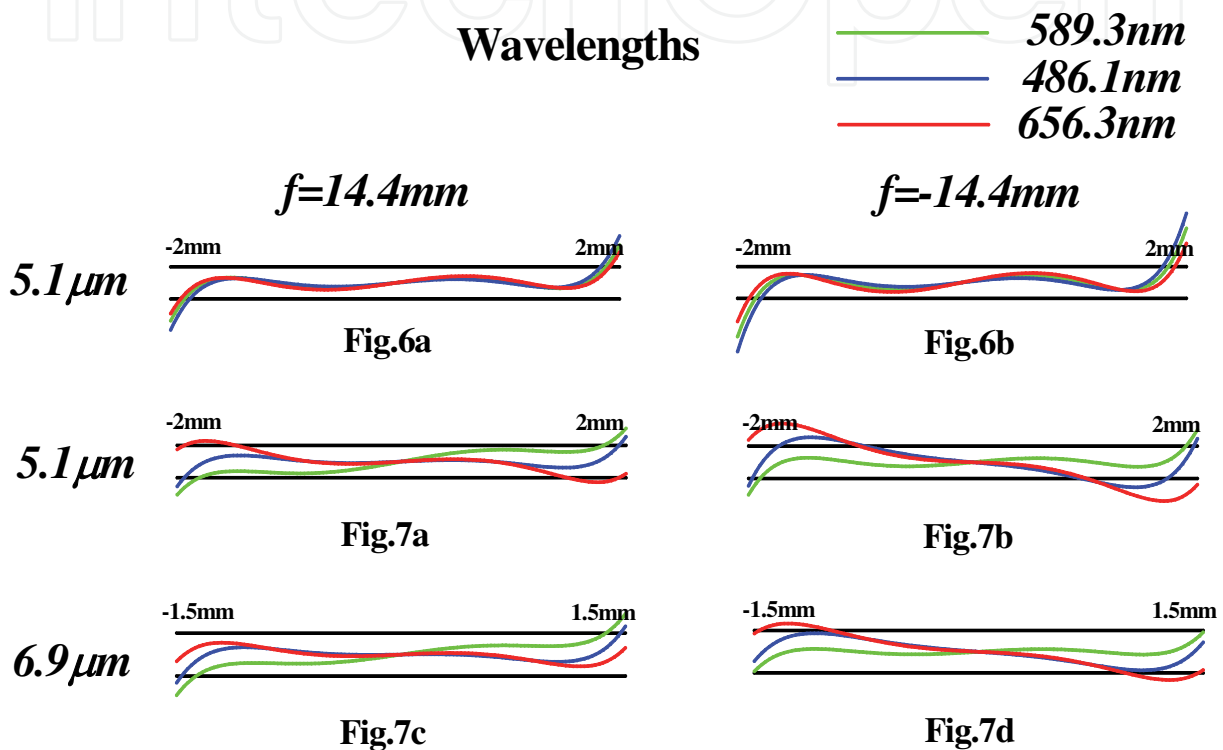 intechopen
Wavelengths
589.3nm
486.1nm
656.3nm
f=14.4mm
f=-14.4mm
5.1μm
-2mm
2mm
-2mm
2mm
Fig.6a
Fig.6b
5.1μm
-2mm
2mm
-2mm
2mm
Fig.7a
Fig.7b
6.9μm
-1.5mm
1.5mm
-1.5mm
1.5mm
Fig.7c
Fig.7d